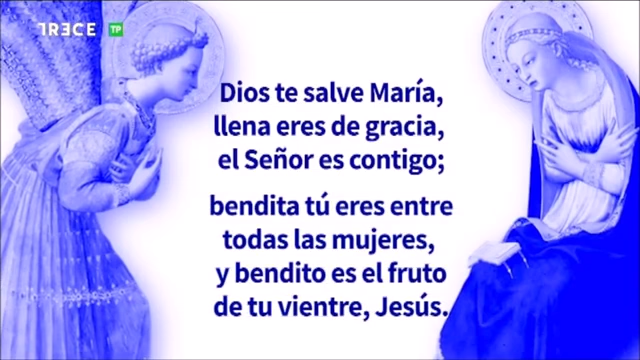 TRECE TP
Dios te salve María,
llena eres de gracia,
el Señor es contigo;
bendita tú eres entre
todas las mujeres,
y bendito es el fruto
de tu vientre, Jesús.